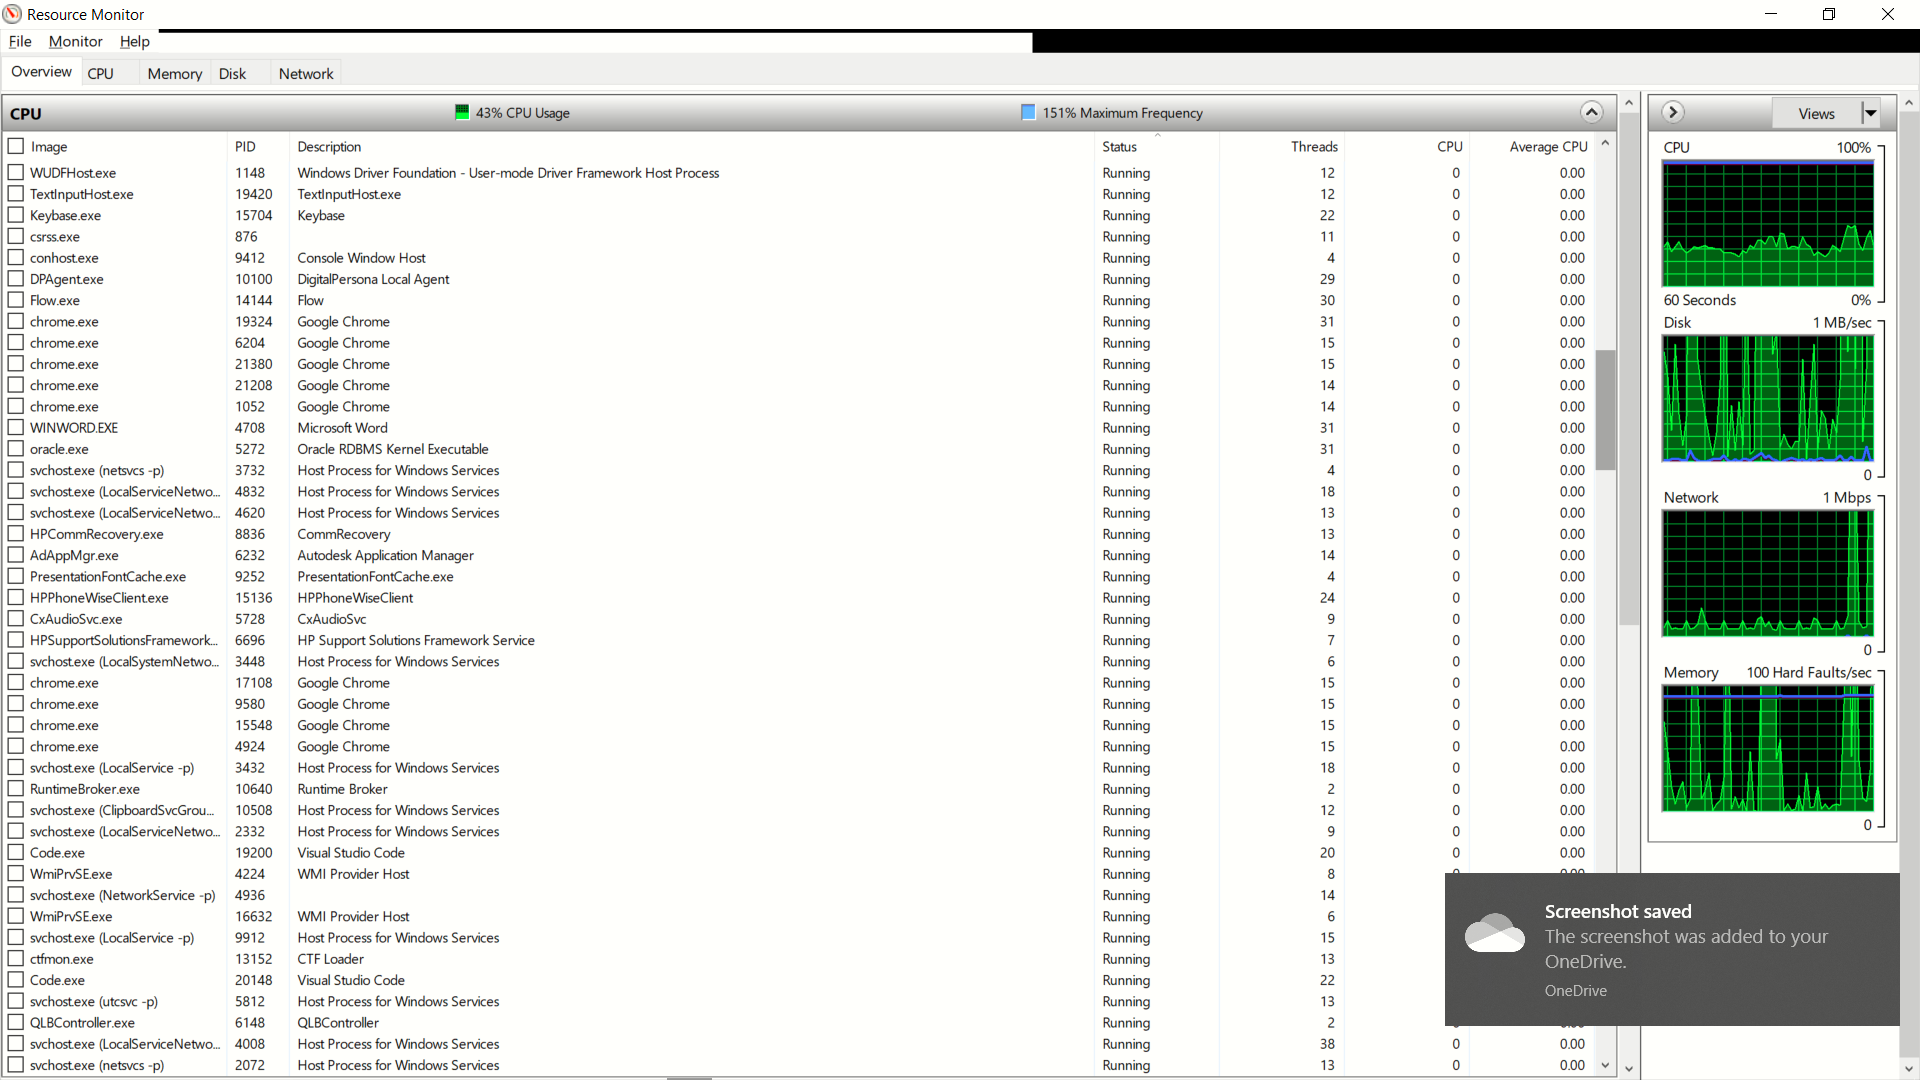 Resource Monitor
File Monitor Help
Overview CPU Memory Disk Network
CPU 43% CPU Usage 151% Maximum Frequency
Image PID Description Status Threads CPU Average CPU
WUDFHost.exe 1148 Windows Driver Foundation - User-mode Driver Framework Host Process Running 12 0 0.00
TextInputHost.exe 19420 TextInputHost.exe Running 12 0 0.00
Keybase.exe 15704 Keybase Running 22 0 0.00
csrss.exe 876 Running 11 0 0.00
conhost.exe 9412 Console Window Host Running 4 0 0.00
DPAgent.exe 10100 DigitalPersona Local Agent Running 29 0 0.00
Flow.exe 14144 Flow Running 30 0 0.00
chrome.exe 19324 Google Chrome Running 31 0 0.00
chrome.exe 6204 Google Chrome Running 15 0 0.00
chrome.exe 21380 Google Chrome Running 15 0 0.00
chrome.exe 21208 Google Chrome Running 14 0 0.00
chrome.exe 1052 Google Chrome Running 14 0 0.00
WINWORD.EXE 4708 Microsoft Word Running 31 0 0.00
oracle.exe 5272 Oracle RDBMS Kernel Executable Running 31 0 0.00
svchost.exe (netsvcs -p) 3732 Host Process for Windows Services Running 4 0 0.00
svchost.exe (LocalServiceNetwo... 4832 Host Process for Windows Services Running 18 0 0.00
svchost.exe (LocalServiceNetwo... 4620 Host Process for Windows Services Running 13 0 0.00
HPCommRecovery.exe 8836 CommRecovery Running 13 0 0.00
AdAppMgr.exe 6232 Autodesk Application Manager Running 14 0 0.00
PresentationFontCache.exe 9252 PresentationFontCache.exe Running 4 0 0.00
HPPhoneWiseClient.exe 15136 HPPhoneWiseClient Running 24 0 0.00
CxAudioSvc.exe 5728 CxAudioSvc Running 9 0 0.00
HPSupportSolutionsFramework... 6696 HP Support Solutions Framework Service Running 7 0 0.00
svchost.exe (LocalSystemNetwo... 3448 Host Process for Windows Services Running 6 0 0.00
chrome.exe 17108 Google Chrome Running 15 0 0.00
chrome.exe 9580 Google Chrome Running 15 0 0.00
chrome.exe 15548 Google Chrome Running 15 0 0.00
chrome.exe 4924 Google Chrome Running 15 0 0.00
svchost.exe (LocalService -p) 3432 Host Process for Windows Services Running 18 0 0.00
RuntimeBroker.exe 10640 Runtime Broker Running 2 0 0.00
svchost.exe (ClipboardSvcGrou... 10508 Host Process for Windows Services Running 12 0 0.00
svchost.exe (LocalServiceNetwo... 2332 Host Process for Windows Services Running 9 0 0.00
Code.exe 19200 Visual Studio Code Running 20 0 0.00
WmiPrvSE.exe 4224 WMI Provider Host Running 8 0 0.00
svchost.exe (NetworkService -p) 4936 Running 14
WmiPrvSE.exe 16632 WMI Provider Host Running 6
svchost.exe (LocalService -p) 9912 Host Process for Windows Services Running 15
ctfmon.exe 13152 CTF Loader Running 13
Code.exe 20148 Visual Studio Code Running 22
svchost.exe (utcsvc -p) 5812 Host Process for Windows Services Running 13
QLBController.exe 6148 QLBController Running 2
svchost.exe (LocalServiceNetwo... 4008 Host Process for Windows Services Running 38 0 0.00
svchost.exe (netsvcs -p) 2072 Host Process for Windows Services Running 13 0 0.00
Views
CPU 100%
60 Seconds 0%
Disk 1 MB/sec
0
Network 1 Mbps
0
Memory 100 Hard Faults/sec
0
Screenshot saved
The screenshot was added to your
OneDrive.
OneDrive